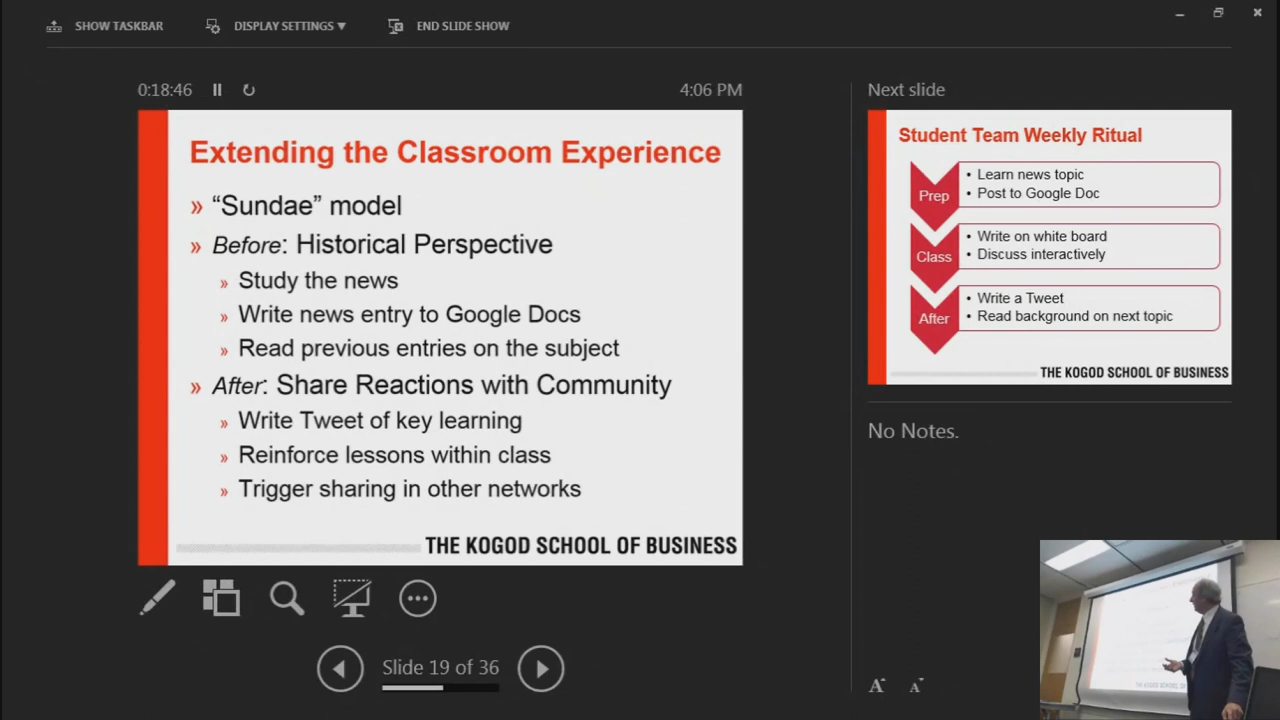 SHOW TASKBAR
DISPLAY SETTINGS ▼
END SLIDE SHOW
0:18:46
4:06 PM
Extending the Classroom Experience
» “Sundae” model
» Before: Historical Perspective
» Study the news
» Write news entry to Google Docs
» Read previous entries on the subject
» After: Share Reactions with Community
» Write Tweet of key learning
» Reinforce lessons within class
» Trigger sharing in other networks
THE KOGOD SCHOOL OF BUSINESS
Slide 19 of 36
Next slide
Student Team Weekly Ritual
Prep
• Learn news topic
• Post to Google Doc
Class
• Write on white board
• Discuss interactively
After
• Write a Tweet
• Read background on next topic
THE KOGOD SCHOOL OF BUSINESS
No Notes.
A A